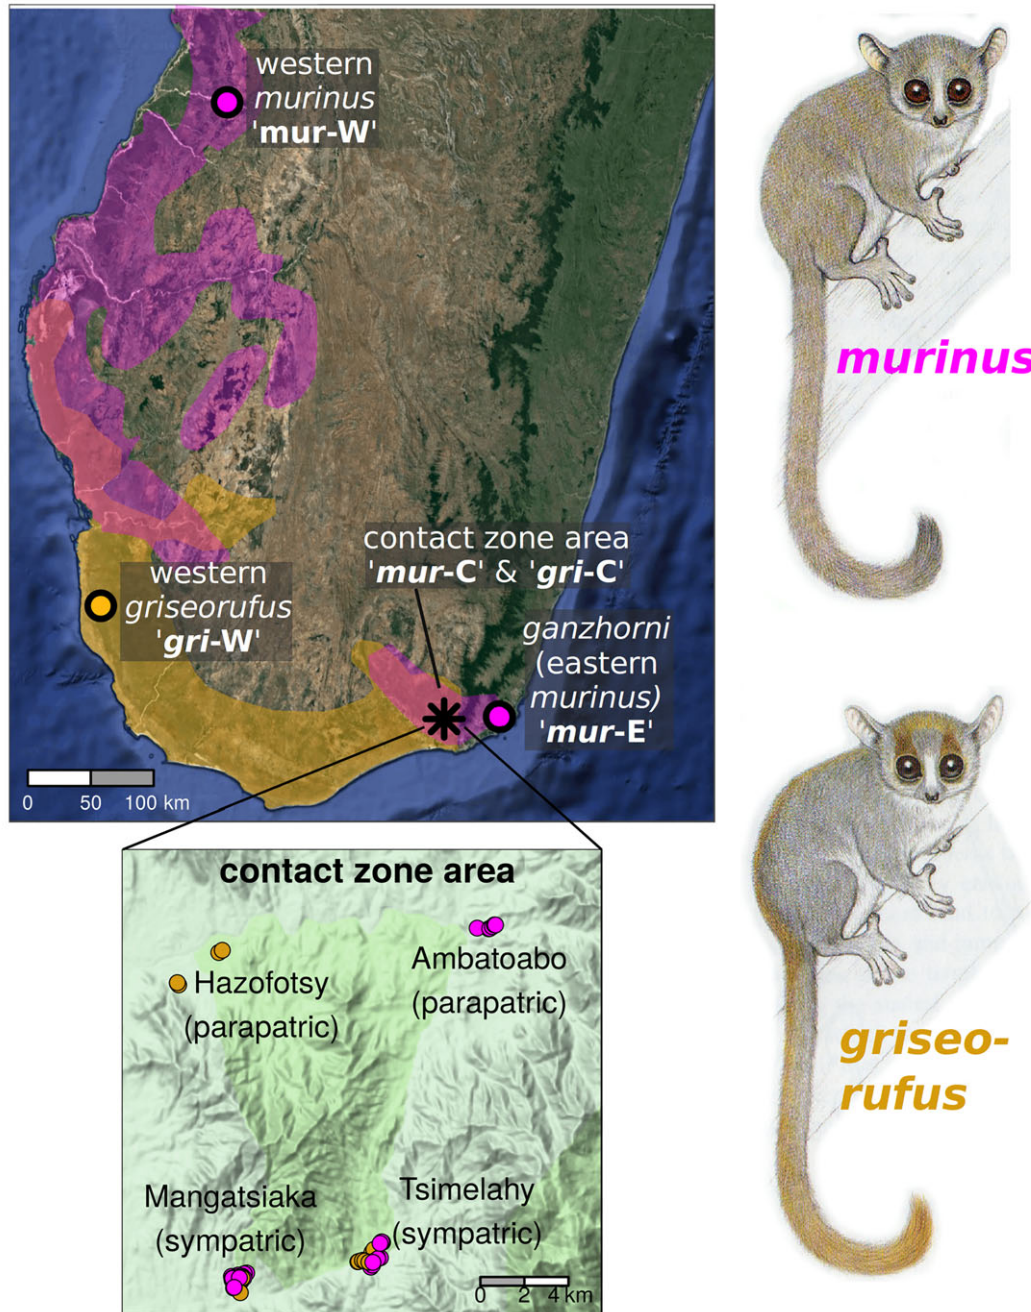 western
murinus
'mur-W'
murinus
contact zone area
'mur-C' & 'gri-C'
western
griseorufus
'gri-W'
ganzhorni
(eastern
murinus)
'mur-E'
0 50 100 km
contact zone area
Ambatoabo
(parapatric)
Hazofotsy
(parapatric)
griseo-
rufus
Mangatsiaka
(sympatric)
Tsimelahy
(sympatric)
0 2 4 km